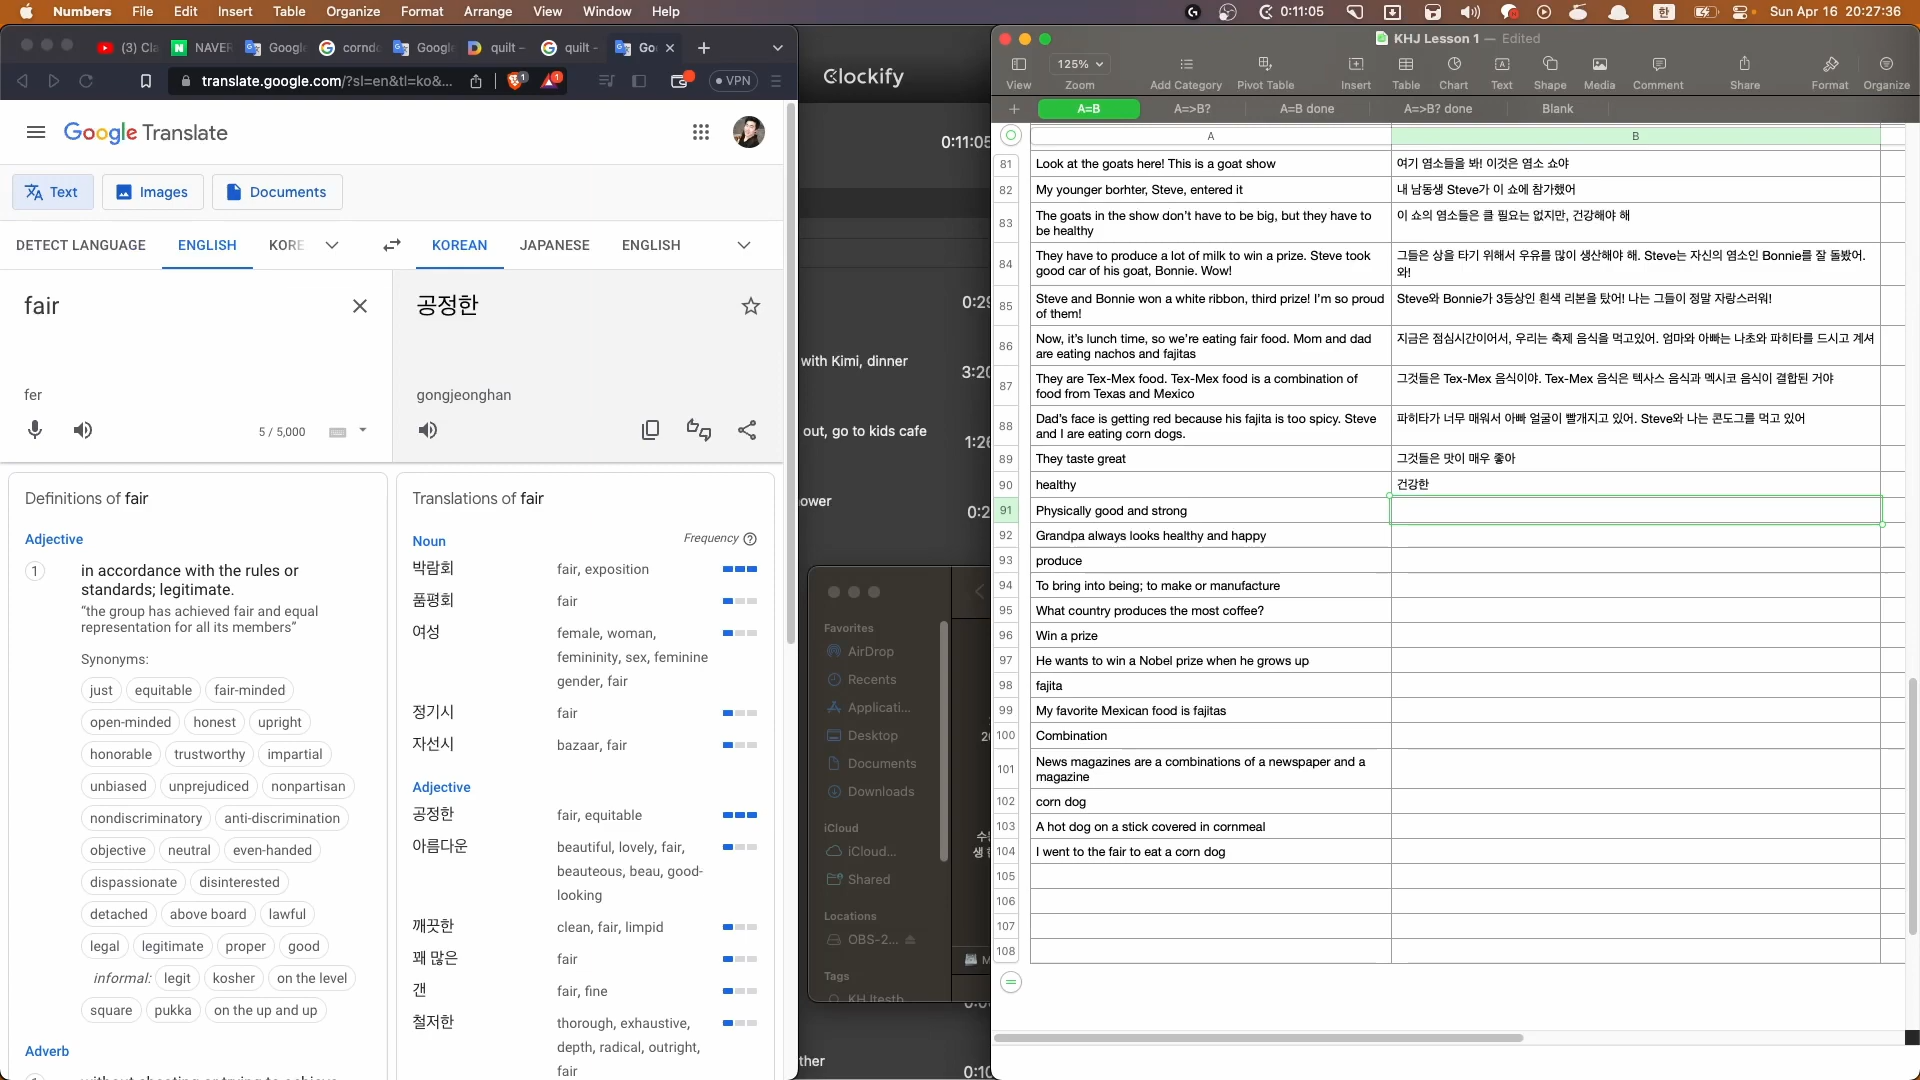 Numbers File Edit Insert Table Organize Format Arrange View Window Help
0:11:05 한 Sun Apr 16 20:27:36
(3) Cla NAVER Google corndo Google quilt - quilt - Go
translate.google.com/?sl=en&tl=ko&... VPN
Google Translate
Text Images Documents
DETECT LANGUAGE ENGLISH KORE KOREAN JAPANESE ENGLISH
fair
공정한
fer
gongjeonghan
5 / 5,000
Definitions of fair
Adjective
1
in accordance with the rules or
standards; legitimate.
"the group has achieved fair and equal
representation for all its members"
Synonyms:
just equitable fair-minded
open-minded honest upright
honorable trustworthy impartial
unbiased unprejudiced nonpartisan
nondiscriminatory anti-discrimination
objective neutral even-handed
dispassionate disinterested
detached above board lawful
legal legitimate proper good
informal: legit kosher on the level
square pukka on the up and up
Adverb
Translations of fair
Noun Frequency
박람회 fair, exposition
품평회 fair
여성 female, woman,
femininity, sex, feminine
gender, fair
정기시 fair
자선시 bazaar, fair
Adjective
공정한 fair, equitable
아름다운 beautiful, lovely, fair,
beauteous, beau, good-
looking
깨끗한 clean, fair, limpid
꽤 많은 fair
갠 fair, fine
철저한 thorough, exhaustive,
depth, radical, outright,
fair
Clockify
0:11:05
0:29
with Kimi, dinner
3:20
out, go to kids cafe
1:26
ower
0:2
ther
0:10
Favorites
AirDrop
Recents
Applicati...
Desktop
Documents
Downloads
iCloud
iCloud...
Shared
Locations
OBS-2...
Tags
KHJtestb
KHJ Lesson 1 — Edited
125%
View Zoom Add Category Pivot Table Insert Table Chart Text Shape Media Comment Share Format Organize
A=B A=>B? A=B done A=>B? done Blank
A B
81 Look at the goats here! This is a goat show 여기 염소들을 봐! 이것은 염소 쇼야
82 My younger borhter, Steve, entered it 내 남동생 Steve가 이 쇼에 참가했어
83 The goats in the show don't have to be big, but they have to 이 쇼의 염소들은 클 필요는 없지만, 건강해야 해
be healthy
84 They have to produce a lot of milk to win a prize. Steve took 그들은 상을 타기 위해서 우유를 많이 생산해야 해. Steve는 자신의 염소인 Bonnie를 잘 돌봤어.
good car of his goat, Bonnie. Wow! 와!
85 Steve and Bonnie won a white ribbon, third prize! I'm so proud Steve와 Bonnie가 3등상인 흰색 리본을 탔어! 나는 그들이 정말 자랑스러워!
of them!
86 Now, it's lunch time, so we're eating fair food. Mom and dad 지금은 점심시간이어서, 우리는 축제 음식을 먹고있어. 엄마와 아빠는 나초와 파히타를 드시고 계셔
are eating nachos and fajitas
87 They are Tex-Mex food. Tex-Mex food is a combination of 그것들은 Tex-Mex 음식이야. Tex-Mex 음식은 텍사스 음식과 멕시코 음식이 결합된 거야
food from Texas and Mexico
88 Dad's face is getting red because his fajita is too spicy. Steve 파히타가 너무 매워서 아빠 얼굴이 빨개지고 있어. Steve와 나는 콘도그를 먹고 있어
and I are eating corn dogs.
89 They taste great 그것들은 맛이 매우 좋아
90 healthy 건강한
91 Physically good and strong
92 Grandpa always looks healthy and happy
93 produce
94 To bring into being; to make or manufacture
95 What country produces the most coffee?
96 Win a prize
97 He wants to win a Nobel prize when he grows up
98 fajita
99 My favorite Mexican food is fajitas
100 Combination
101 News magazines are a combinations of a newspaper and a
magazine
102 corn dog
103 A hot dog on a stick covered in cornmeal
104 I went to the fair to eat a corn dog
105
106
107
108